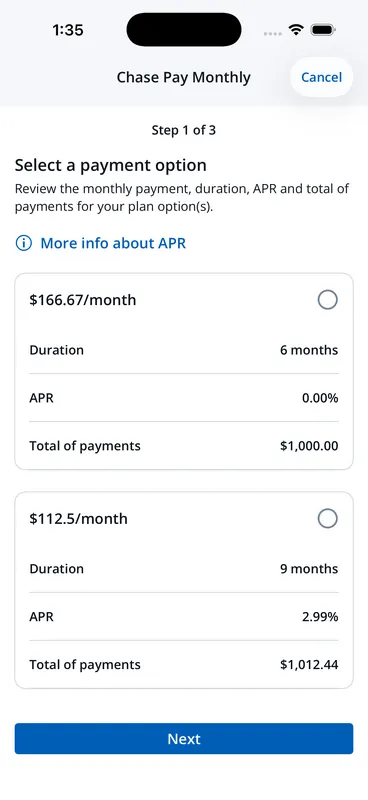 1:35
Chase Pay Monthly
Cancel
Step 1 of 3
Select a payment option
Review the monthly payment, duration, APR and total of
payments for your plan option(s).
More info about APR
$166.67/month
Duration 6 months
APR 0.00%
Total of payments $1,000.00
$112.5/month
Duration 9 months
APR 2.99%
Total of payments $1,012.44
Next